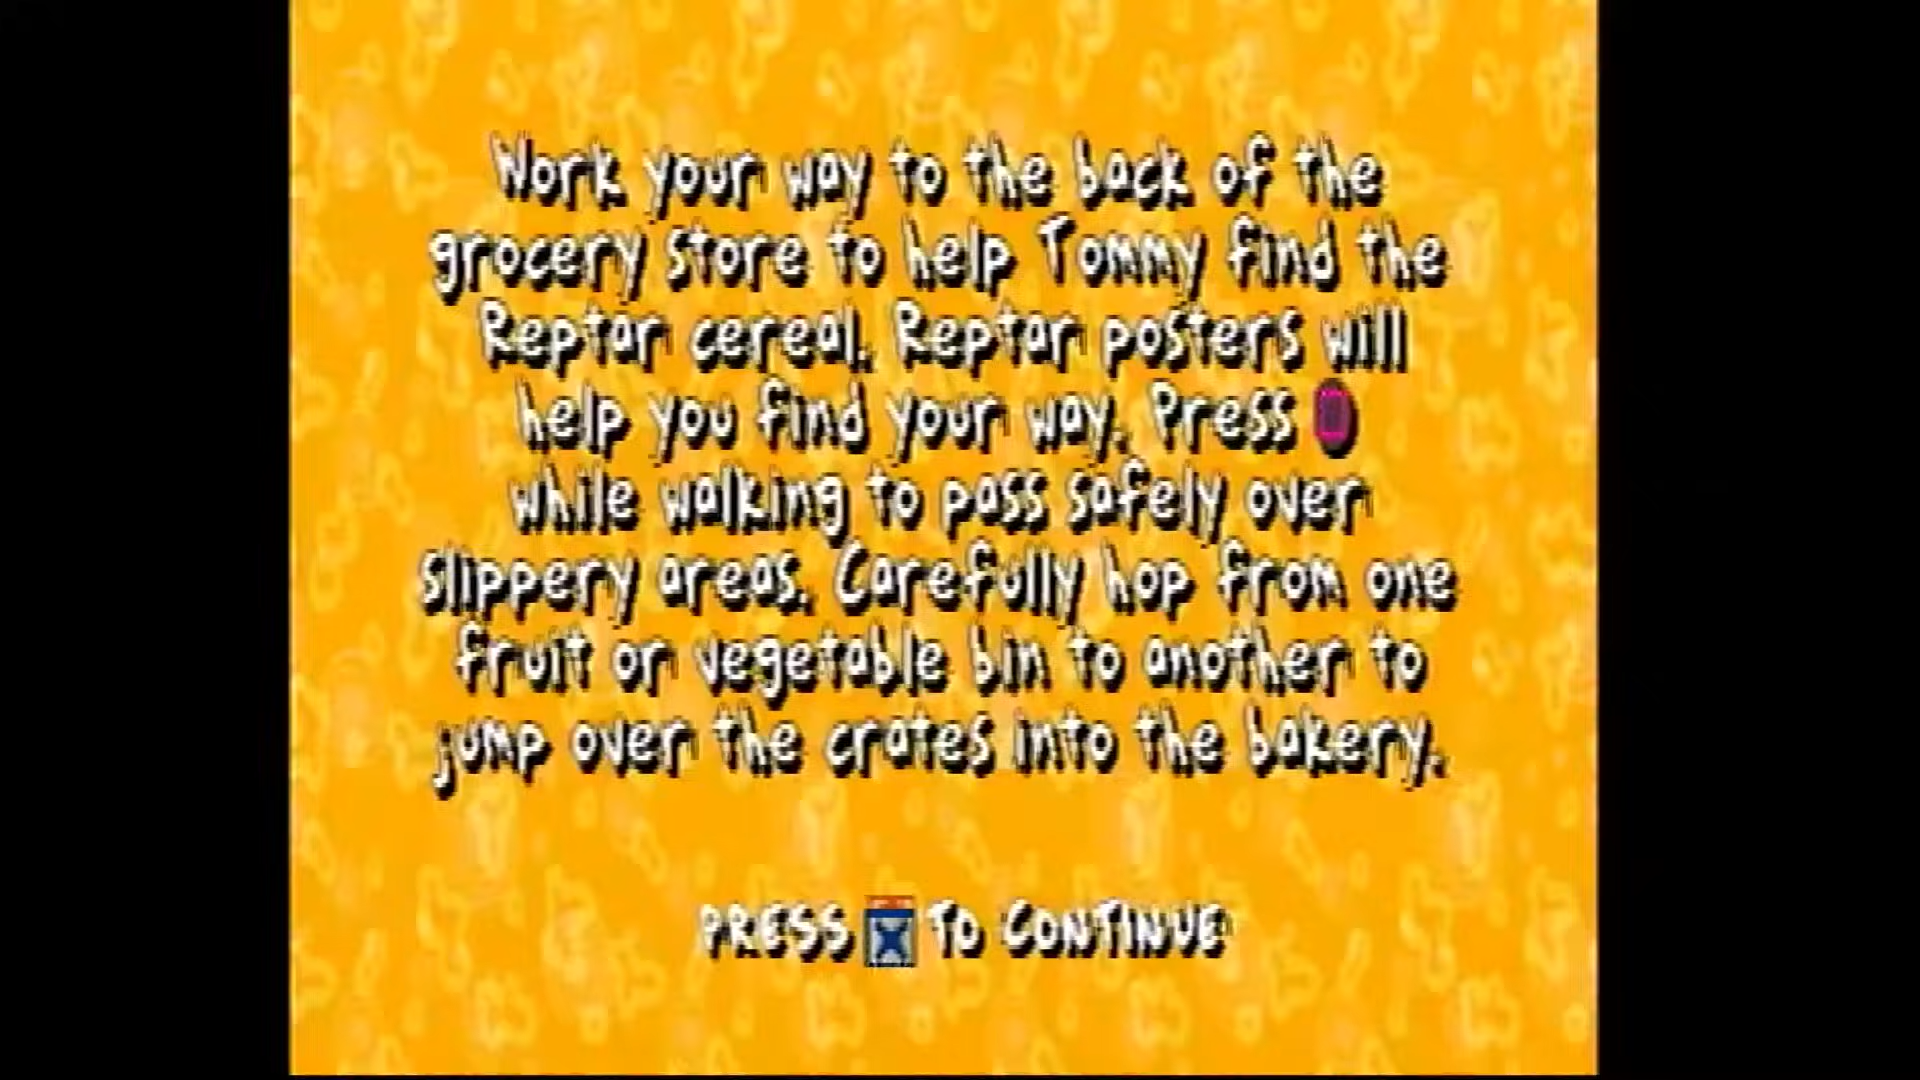 Work your way to the back of the
grocery store to help Tommy find the
Reptar cereal. Reptar posters will
help you find your way. Press
while walking to pass safely over
slippery areas. Carefully hop from one
fruit or vegetable bin to another to
jump over the crates into the bakery.
PRESS X TO CONTINUE